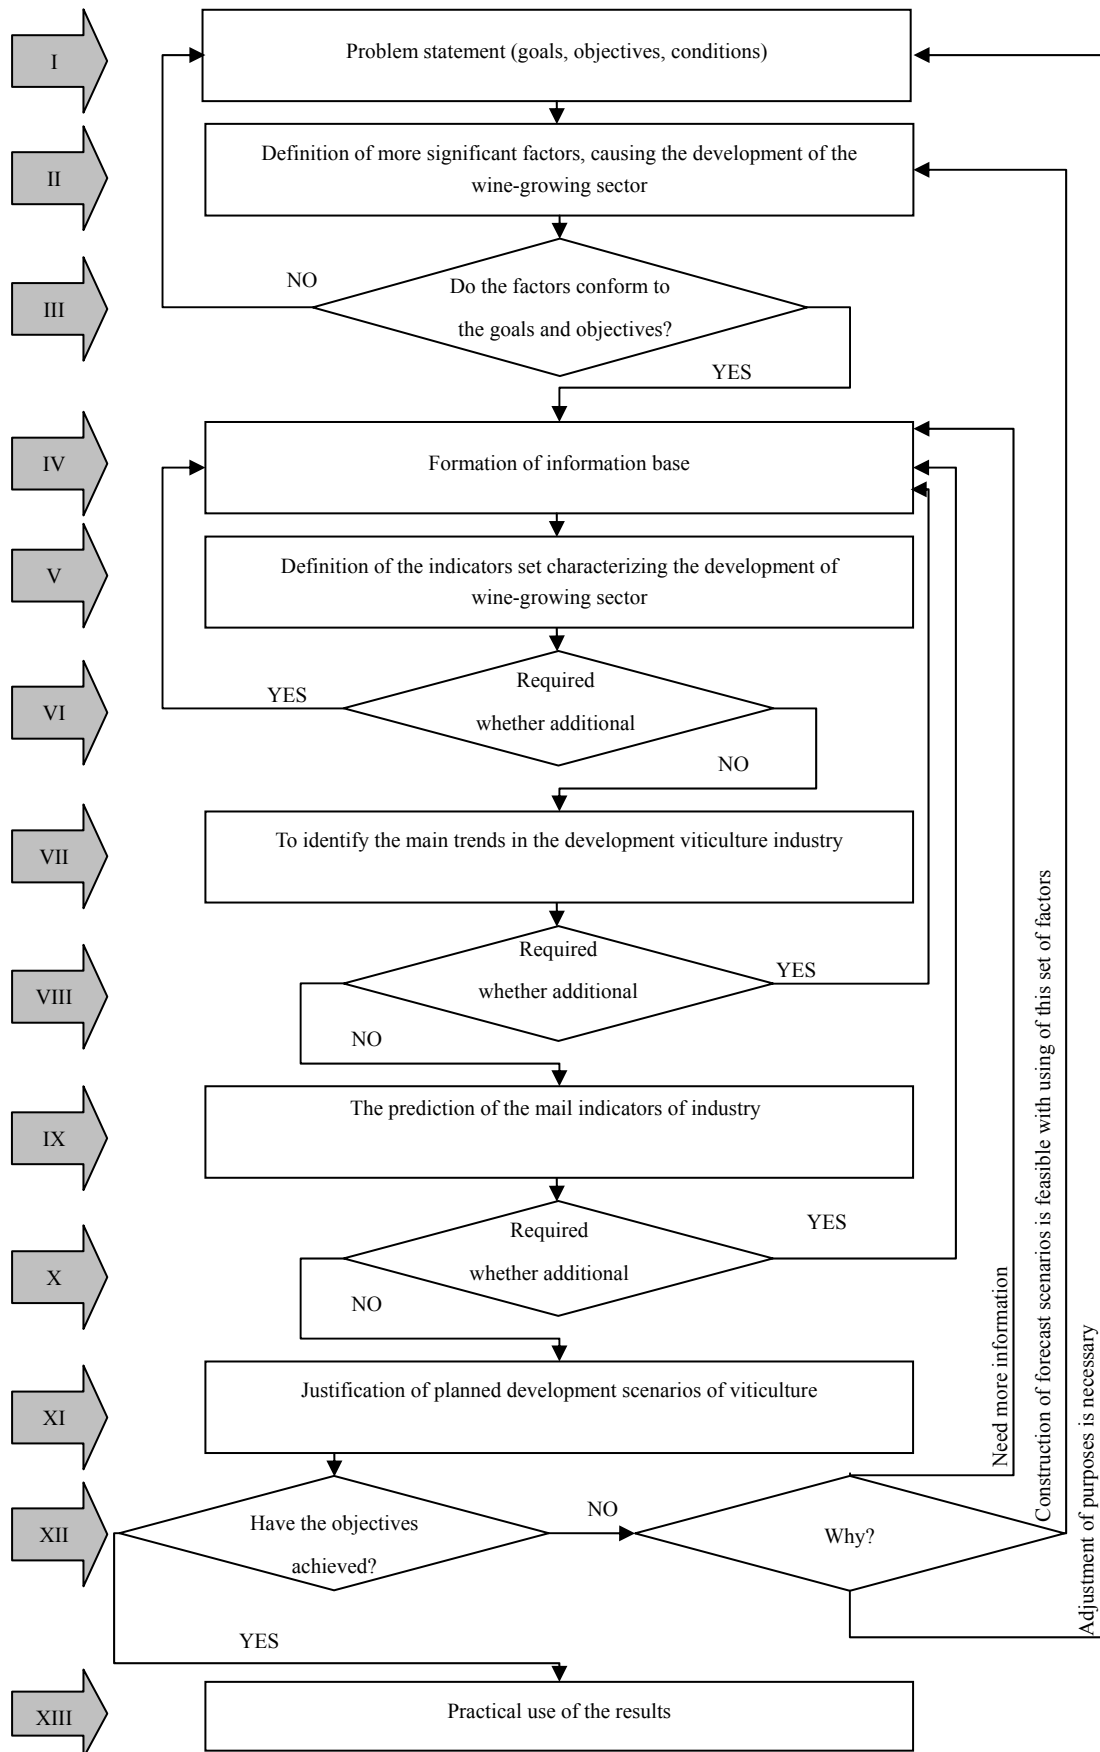 I
Problem statement (goals, objectives, conditions)
II
Definition of more significant factors, causing the development of the
wine-growing sector
III
NO
Do the factors conform to
the goals and objectives?
YES
IV
Formation of information base
V
Definition of the indicators set characterizing the development of
wine-growing sector
VI
YES
Required
whether additional
NO
VII
To identify the main trends in the development viticulture industry
VIII
Required
whether additional
YES
NO
IX
The prediction of the mail indicators of industry
X
Required
whether additional
YES
NO
XI
Justification of planned development scenarios of viticulture
Need more information
Construction of forecast scenarios is feasible with using of this set of factors
Adjustment of purposes is necessary
XII
Have the objectives
achieved?
NO
Why?
YES
XIII
Practical use of the results